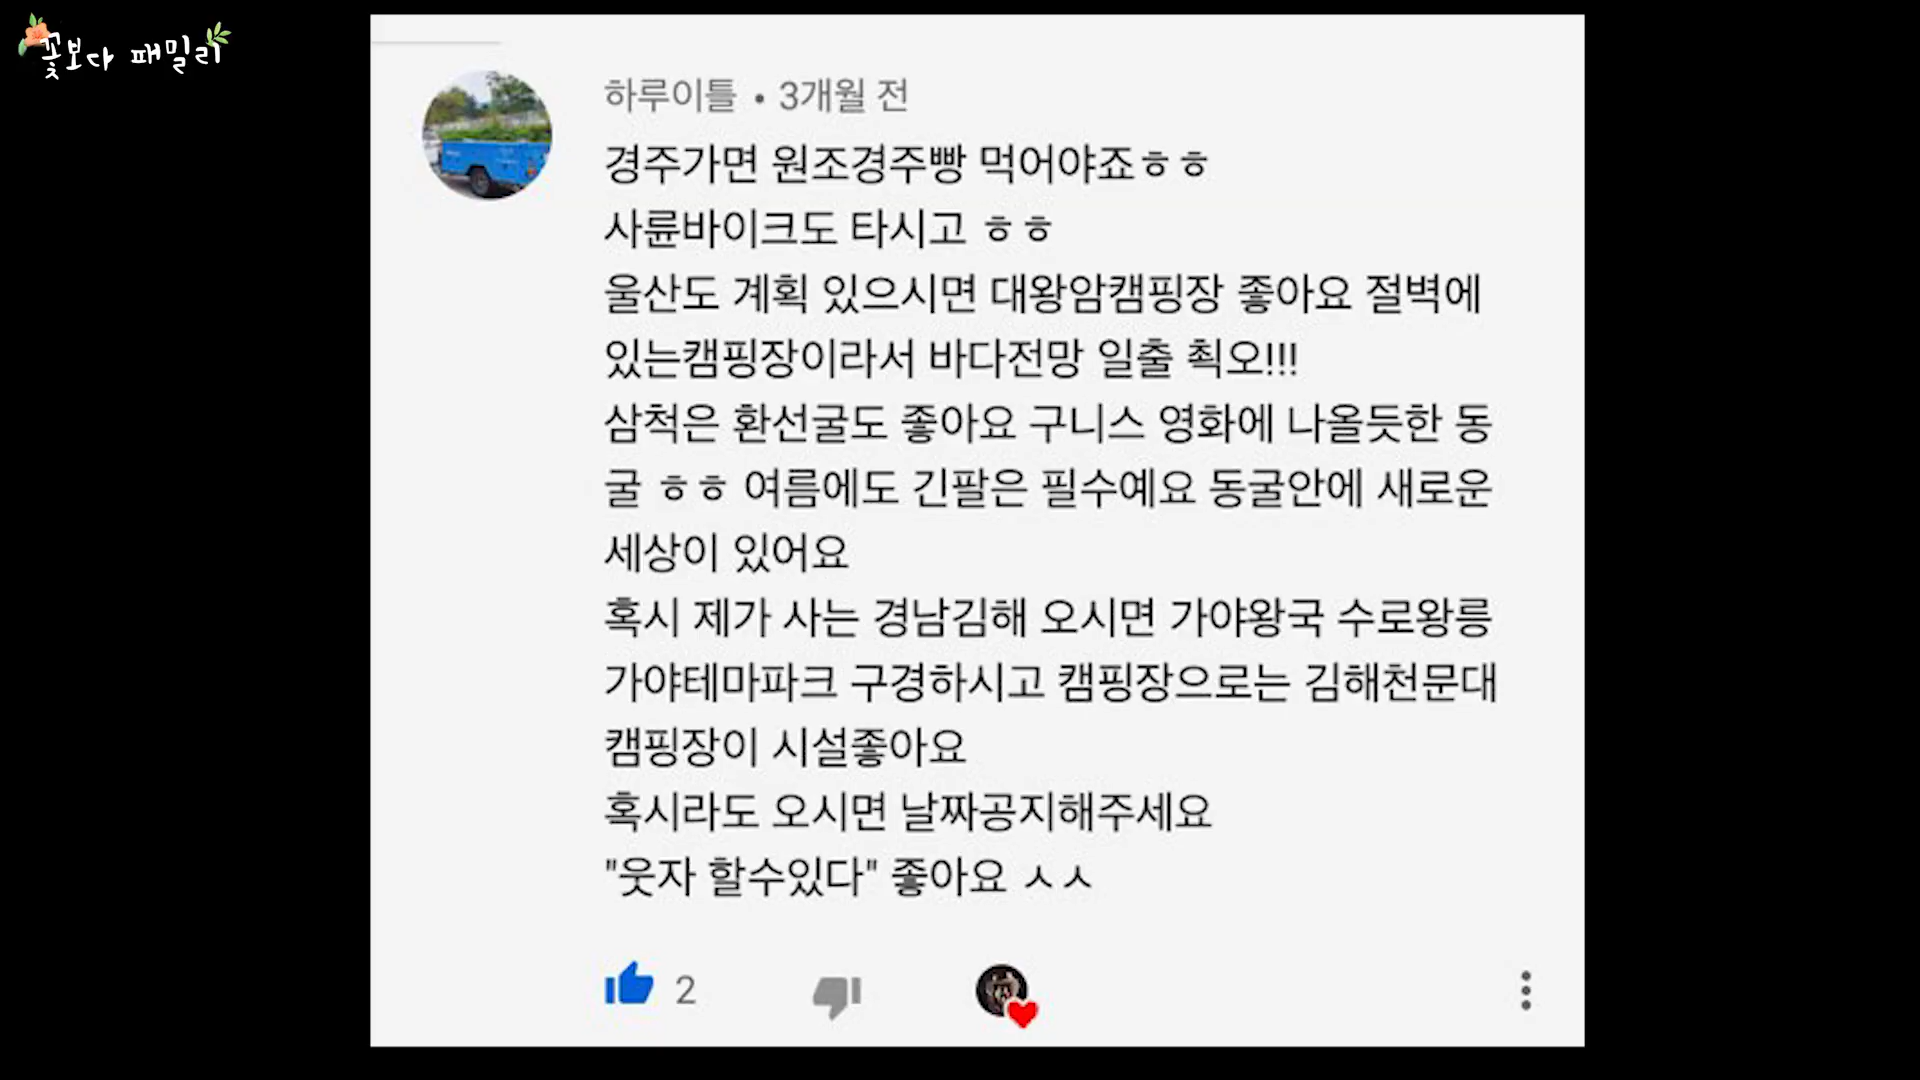 꽃보다 패밀리
하루이틀 • 3개월 전
경주가면 원조경주빵 먹어야죠ㅎㅎ
사륜바이크도 타시고 ㅎㅎ
울산도 계획 있으시면 대왕암캠핑장 좋아요 절벽에
있는캠핑장이라서 바다전망 일출 쵝오!!!
삼척은 환선굴도 좋아요 구니스 영화에 나올듯한 동
굴 ㅎㅎ 여름에도 긴팔은 필수예요 동굴안에 새로운
세상이 있어요
혹시 제가 사는 경남김해 오시면 가야왕국 수로왕릉
가야테마파크 구경하시고 캠핑장으로는 김해천문대
캠핑장이 시설좋아요
혹시라도 오시면 날짜공지해주세요
"웃자 할수있다" 좋아요 ㅅㅅ
2